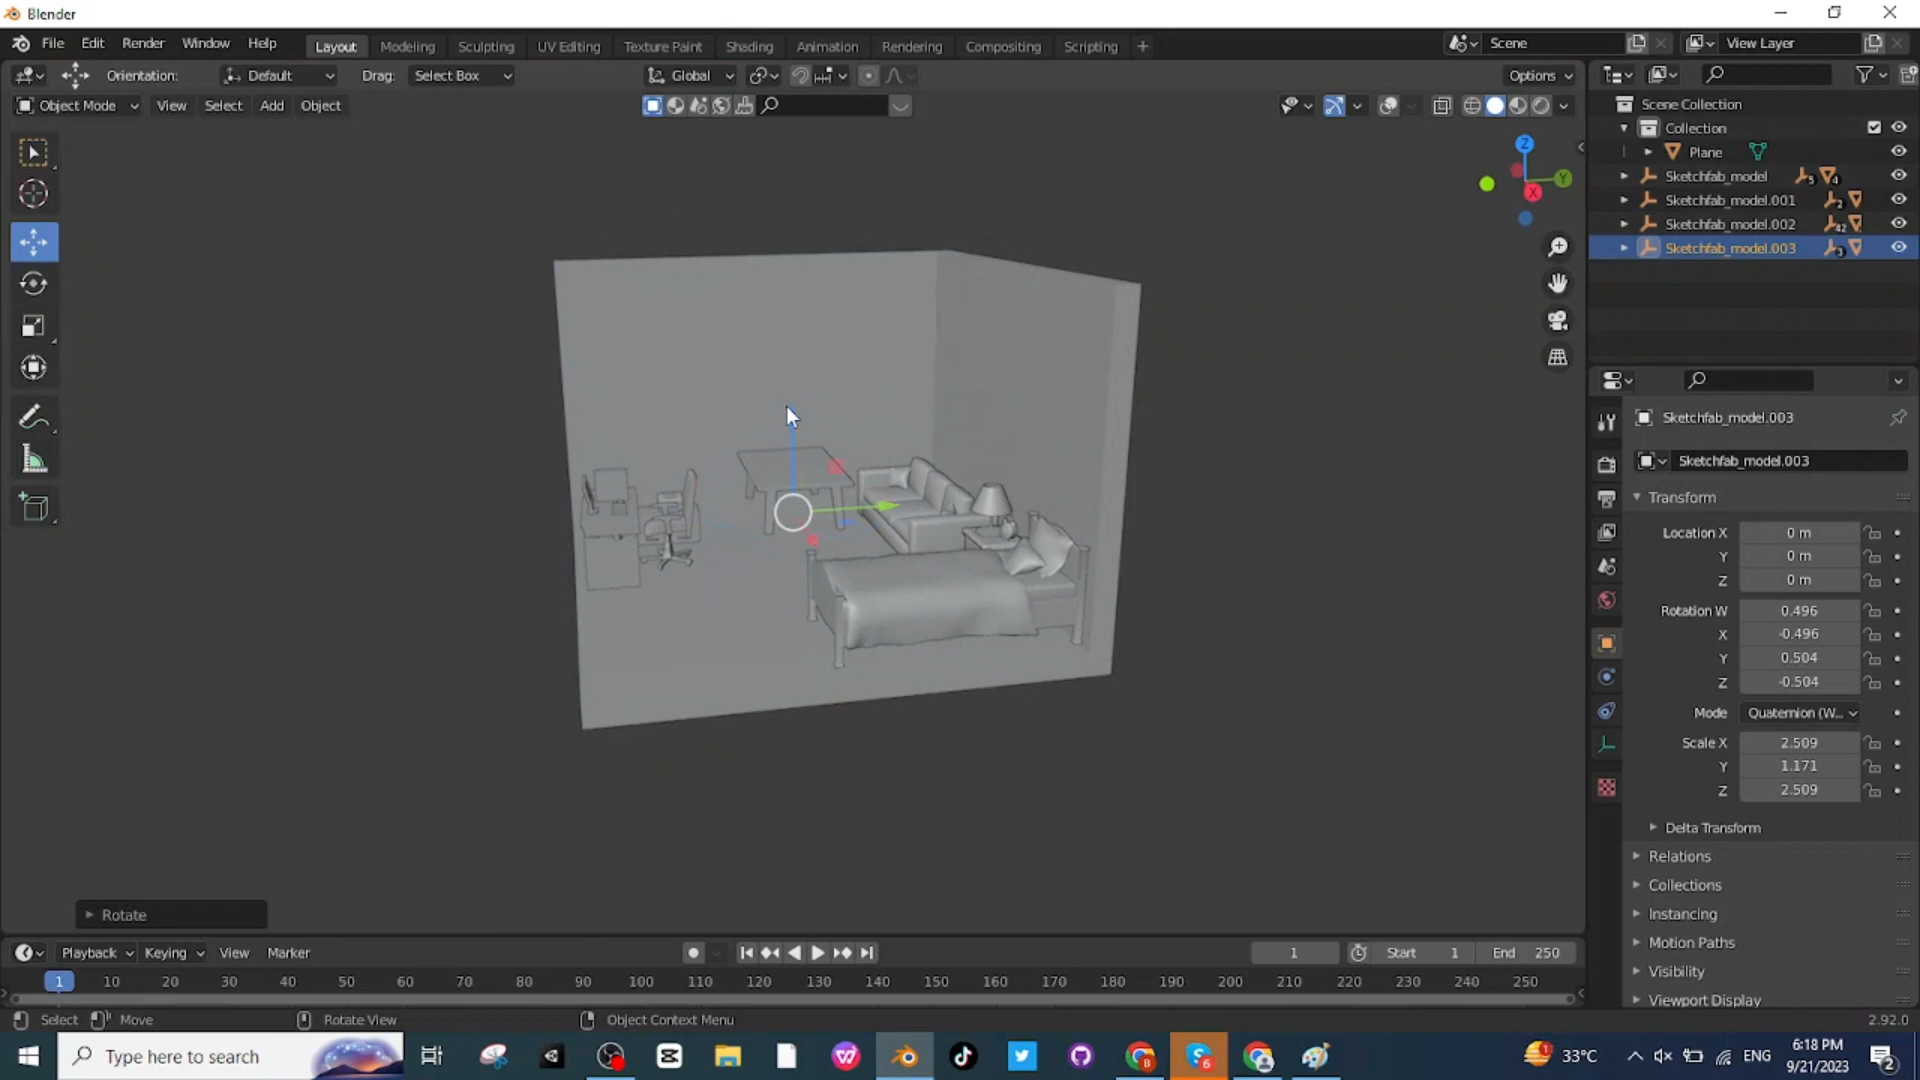 Blender
File Edit Render Window Help
Layout Modeling Sculpting UV Editing Texture Paint Shading Animation Rendering Compositing Scripting +
Scene
View Layer
Orientation: Default Drag: Select Box
Global
Options
Object Mode View Select Add Object
Scene Collection
Collection
Plane
Sketchfab_model 5 4
Sketchfab_model.001 2
Sketchfab_model.002 42
Sketchfab_model.003 3
Z
Y
X
Sketchfab_model.003
Sketchfab_model.003
Transform
Location X 0 m
Y 0 m
Z 0 m
Rotation W 0.496
X -0.496
Y 0.504
Z -0.504
Mode Quaternion (W...
Scale X 2.509
Y 1.171
Z 2.509
Delta Transform
Relations
Collections
Instancing
Motion Paths
Visibility
Viewport Display
Rotate
Playback Keying View Marker
1
Start 1
End 250
1 10 20 30 40 50 60 70 80 90 100 110 120 130 140 150 160 170 180 190 200 210 220 230 240 250
Select Move Rotate View Object Context Menu
2.92.0
Type here to search
33°C
ENG
6:18 PM
9/21/2023
2